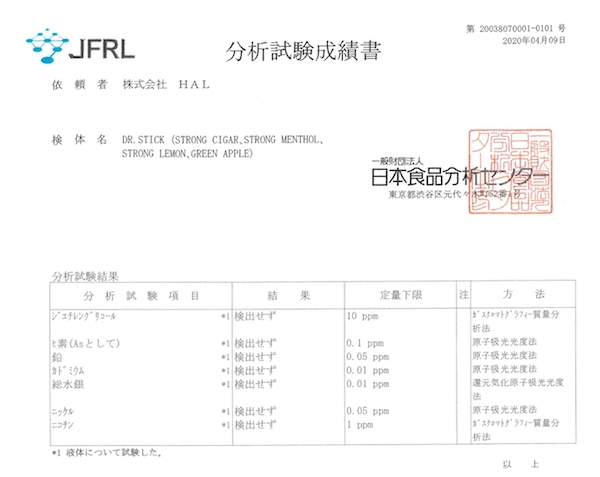 JFRL
第 20038070001-0101 号
2020年04月09日
分析試験成績書
依 頼 者 株式会社 HAL
検 体 名 DR.STICK (STRONG CIGAR,STRONG MENTHOL、
STRONG LEMON,GREEN APPLE)
一般財団法人
日本食品分析センター
東京都渋谷区元代々木町52番1号
分析試験結果
分 析 試 験 項 目 結 果 定量下限 注 方 法
ｼﾞｴﾁﾚﾝｸﾞﾘｺｰﾙ *1 検出せず 10 ppm ｶﾞｽｸﾛﾏﾄｸﾞﾗﾌｨｰ質量分
析法
ﾋ素(Asとして) *1 検出せず 0.1 ppm 原子吸光光度法
鉛 *1 検出せず 0.05 ppm 原子吸光光度法
ｶﾄﾞﾐｳﾑ *1 検出せず 0.01 ppm 原子吸光光度法
総水銀 *1 検出せず 0.01 ppm 還元気化原子吸光光度
法
ﾆｯｹﾙ *1 検出せず 0.05 ppm 原子吸光光度法
ﾆｺﾁﾝ *1 検出せず 1 ppm ｶﾞｽｸﾛﾏﾄｸﾞﾗﾌｨｰ質量分
析法
*1 液体について試験した。
以 上